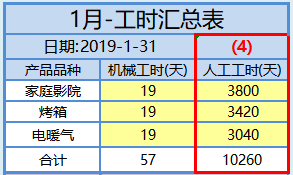 1月-工时汇总表
日期:2019-1-31 (4)
产品品种 机械工时(天) 人工工时(天)
家庭影院 19 3800
烤箱 19 3420
电暖气 19 3040
合计 57 10260